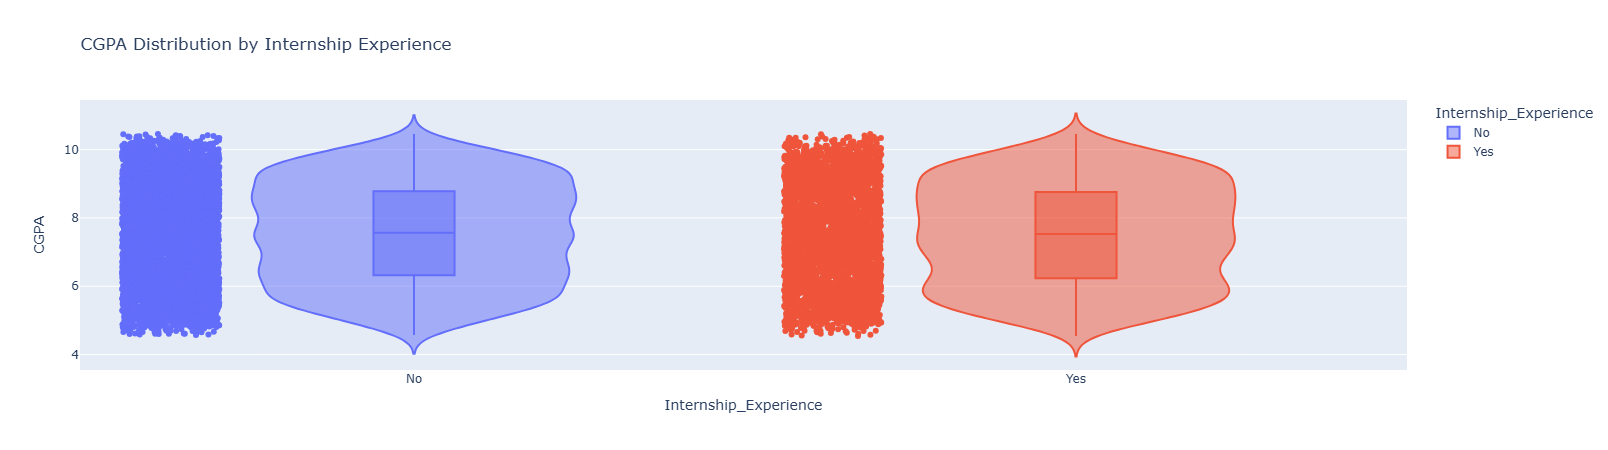 CGPA Distribution by Internship Experience
Internship_Experience
No
Yes
CGPA
10
8
6
4
No
Yes
Internship_Experience